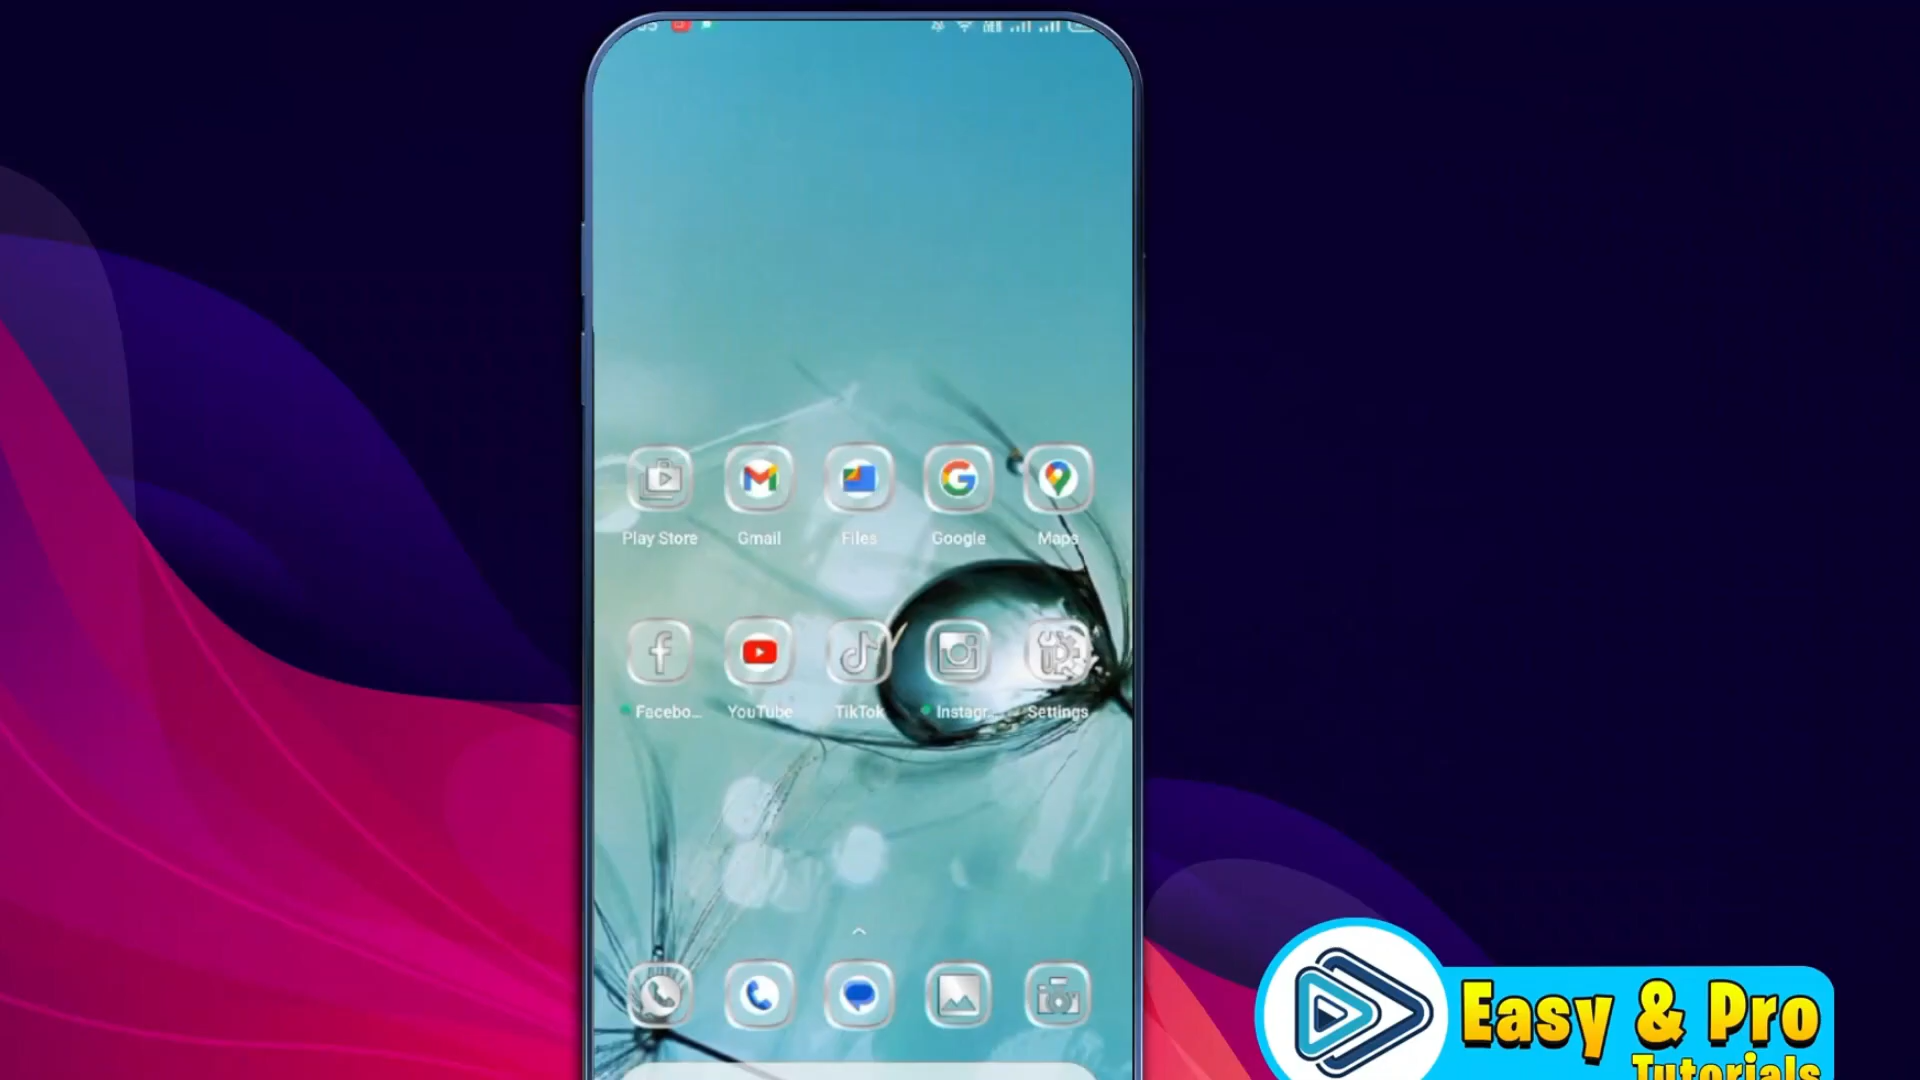 Play Store Gmail Files Google Maps
Facebo... YouTube TikTok Instagr... Settings
Easy & Pro
Tutorials